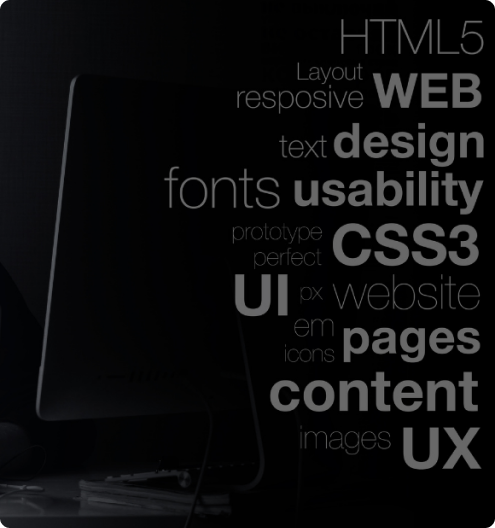 HTML5
Layout
resposive WEB
text design
fonts usability
prototype
perfect CSS3
UI px website
em
icons pages
content
images UX